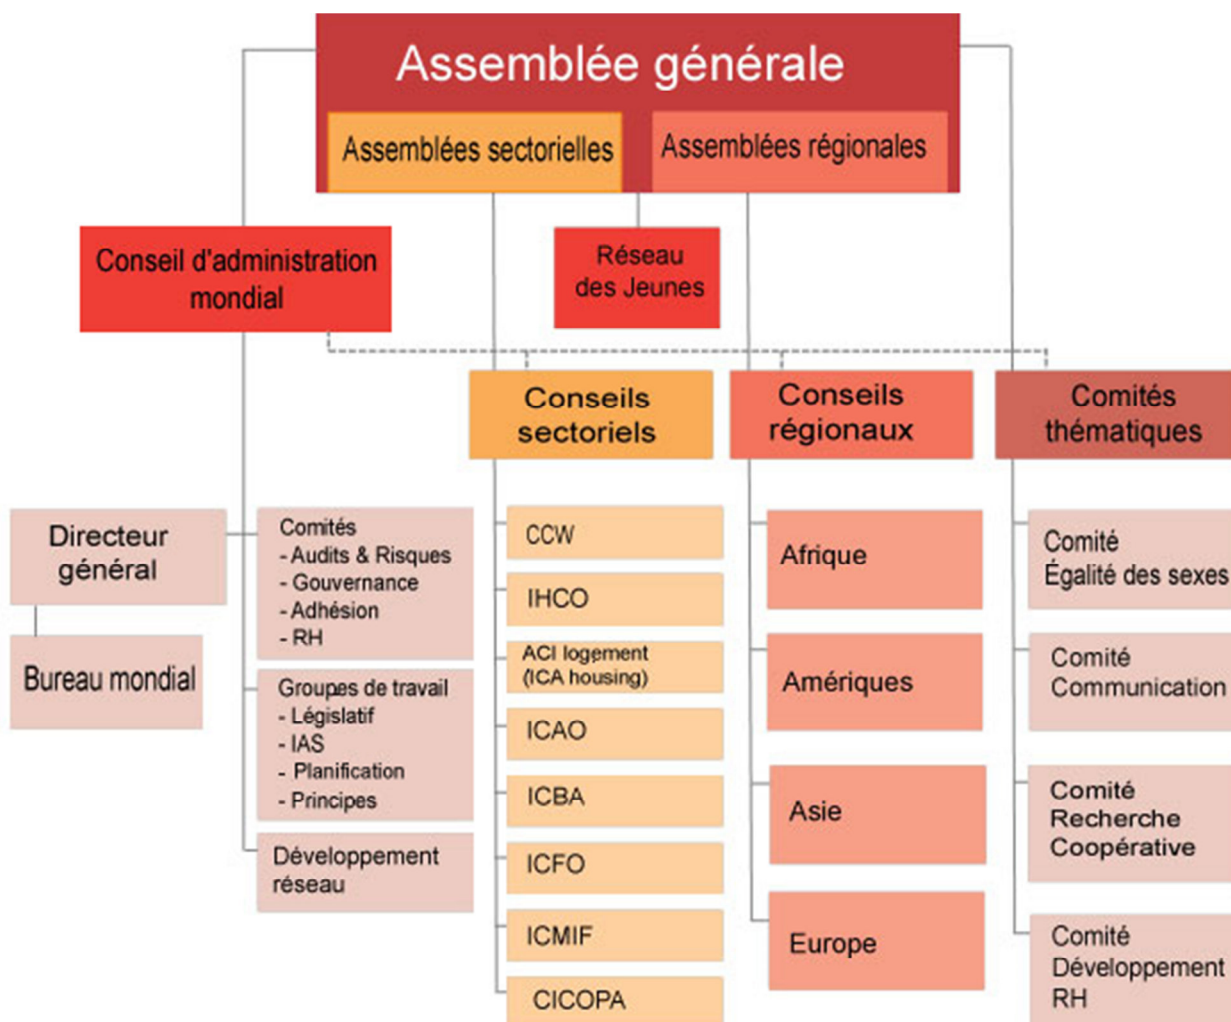 Assemblée générale
Assemblées sectorielles
Assemblées régionales
Conseil d'administration
mondial
Réseau
des Jeunes
Conseils
sectoriels
Conseils
régionaux
Comités
thématiques
Directeur
général
Bureau mondial
Comités
- Audits & Risques
- Gouvernance
- Adhésion
- RH
Groupes de travail
- Législatif
- IAS
- Planification
- Principes
Développement
réseau
CCW
IHCO
ACI logement
(ICA housing)
ICAO
ICBA
ICFO
ICMIF
CICOPA
Afrique
Amériques
Asie
Europe
Comité
Égalité des sexes
Comité
Communication
Comité
Recherche
Coopérative
Comité
Développement
RH